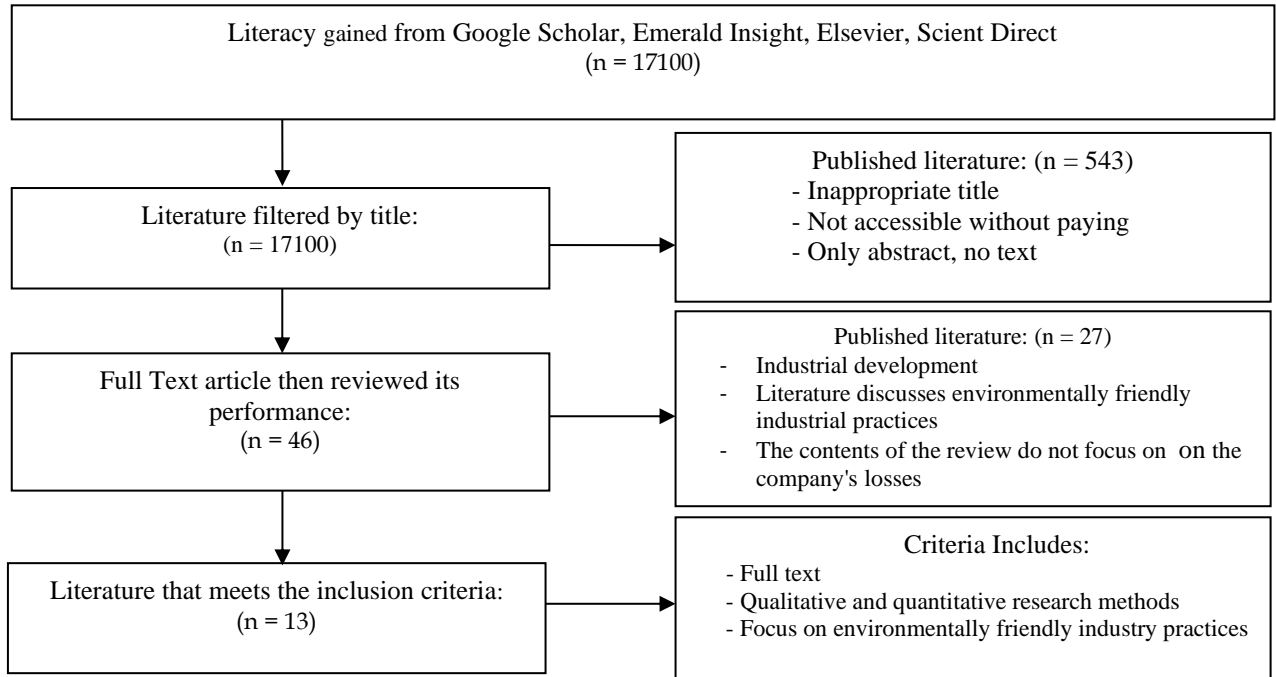 Literacy gained from Google Scholar, Emerald Insight, Elsevier, Scient Direct
(n = 17100)
Literature filtered by title:
(n = 17100)
Published literature: (n = 543)
- Inappropriate title
- Not accessible without paying
- Only abstract, no text
Full Text article then reviewed its
performance:
(n = 46)
Published literature: (n = 27)
- Industrial development
- Literature discusses environmentally friendly
industrial practices
- The contents of the review do not focus on on the
company's losses
Literature that meets the inclusion criteria:
(n = 13)
Criteria Includes:
- Full text
- Qualitative and quantitative research methods
- Focus on environmentally friendly industry practices